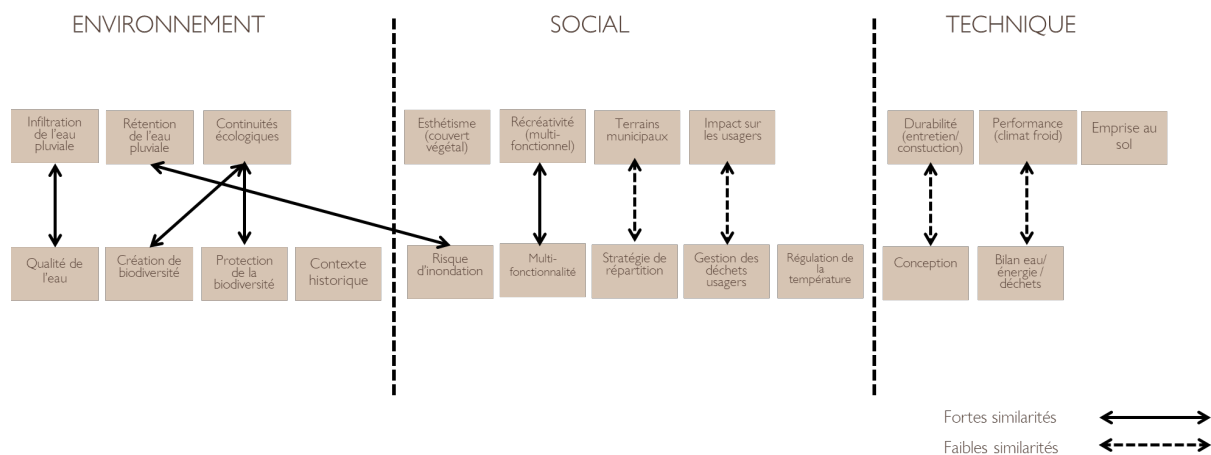 ENVIRONNEMENT
SOCIAL
TECHNIQUE
Infiltration
de l'eau
pluviale
Rétention
de l'eau
pluviale
Continuités
écologiques
Esthétisme
(couvert
végétal)
Récréativité
(multi-
fonctionnel)
Terrains
municipaux
Impact sur
les usagers
Durabilité
(entretien/
constuction)
Performance
(climat froid)
Emprise au
sol
Qualité de
l'eau
Création de
biodiversité
Protection
de la
biodiversité
Contexte
historique
Risque
d'inondation
Multi-
fonctionnalité
Stratégie de
répartition
Gestion des
déchets
usagers
Régulation de
la
température
Conception
Bilan eau/
énergie /
déchets
Fortes similarités
Faibles similarités